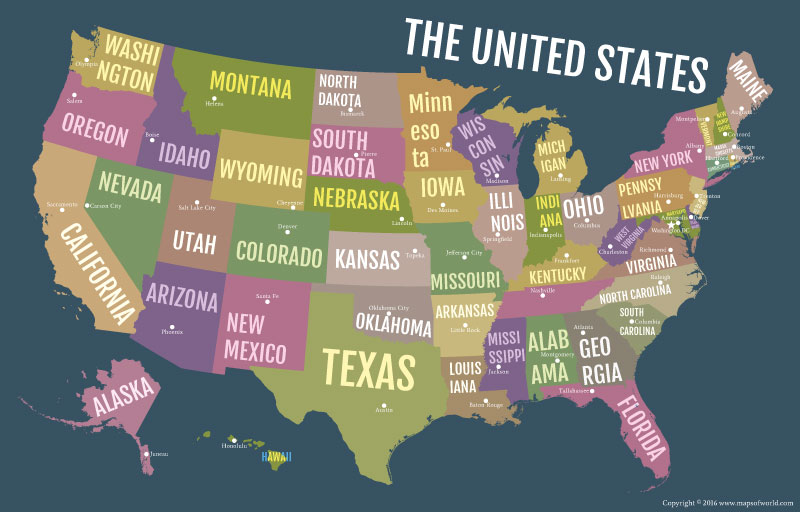 THE UNITED STATES
WASHI
NGTON
Olympia
MONTANA
Helena
NORTH
DAKOTA
Bismarck
Minn
eso
ta
St. Paul
WIS
CON
SIN
Madison
MICH
IGAN
Lansing
MAINE
Augusta
Salem
OREGON
Boise
IDAHO
WYOMING
Cheyenne
SOUTH
DAKOTA
Pierre
NEBRASKA
Lincoln
IOWA
Des Moines
ILLI
NOIS
Springfield
INDI
ANA
Indianapolis
OHIO
Columbus
PENNSY
LVANIA
Harrisburg
NEW YORK
Albany
Montpelier
VERMONT
NEW
HAMP
SHIRE
Concord
Boston
Providence
Hartford
Trenton
Dover
Annapolis
Washington DC
WEST
VIRGINIA
Charleston
Richmond
VIRGINIA
NEVADA
Carson City
Sacramento
CALIFORNIA
Salt Lake City
UTAH
Denver
COLORADO
KANSAS
Topeka
Jefferson City
MISSOURI
Frankfort
KENTUCKY
Nashville
Raleigh
NORTH CAROLINA
SOUTH
CAROLINA
Columbia
ARIZONA
Phoenix
Santa Fe
NEW
MEXICO
Oklahoma City
OKLAHOMA
ARKANSAS
Little Rock
MISSI
SSIPPI
Jackson
ALAB
AMA
Montgomery
Atlanta
GEO
RGIA
TEXAS
Austin
LOUIS
IANA
Baton Rouge
Tallahassee
FLORIDA
ALASKA
Juneau
Honolulu
HAWAII
Copyright © 2016 www.mapsofworld.com